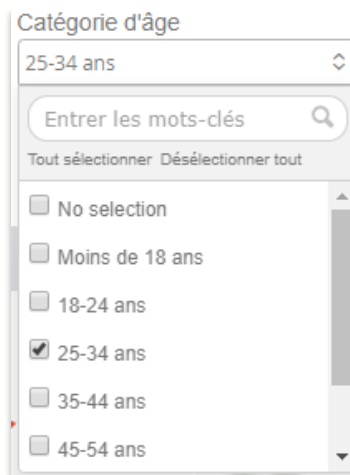 Catégorie d'âge
25-34 ans
Entrer les mots-clés
Tout sélectionner Désélectionner tout
No selection
Moins de 18 ans
18-24 ans
25-34 ans
35-44 ans
45-54 ans